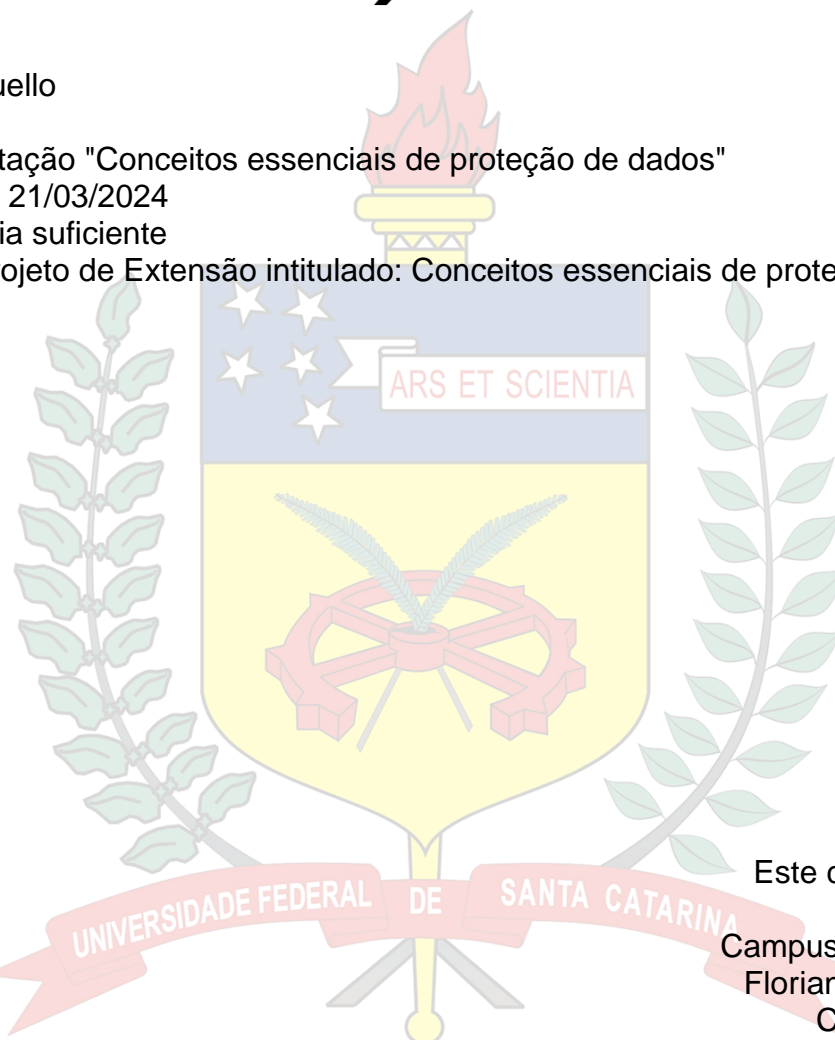 uello
tação "Conceitos essenciais de proteção de dados"
21/03/2024
ia suficiente
ojeto de Extensão intitulado: Conceitos essenciais de prote
ARS ET SCIENTIA
Este
UNIVERSIDADE FEDERAL DE SANTA CATARINA
Campus
Florian
C